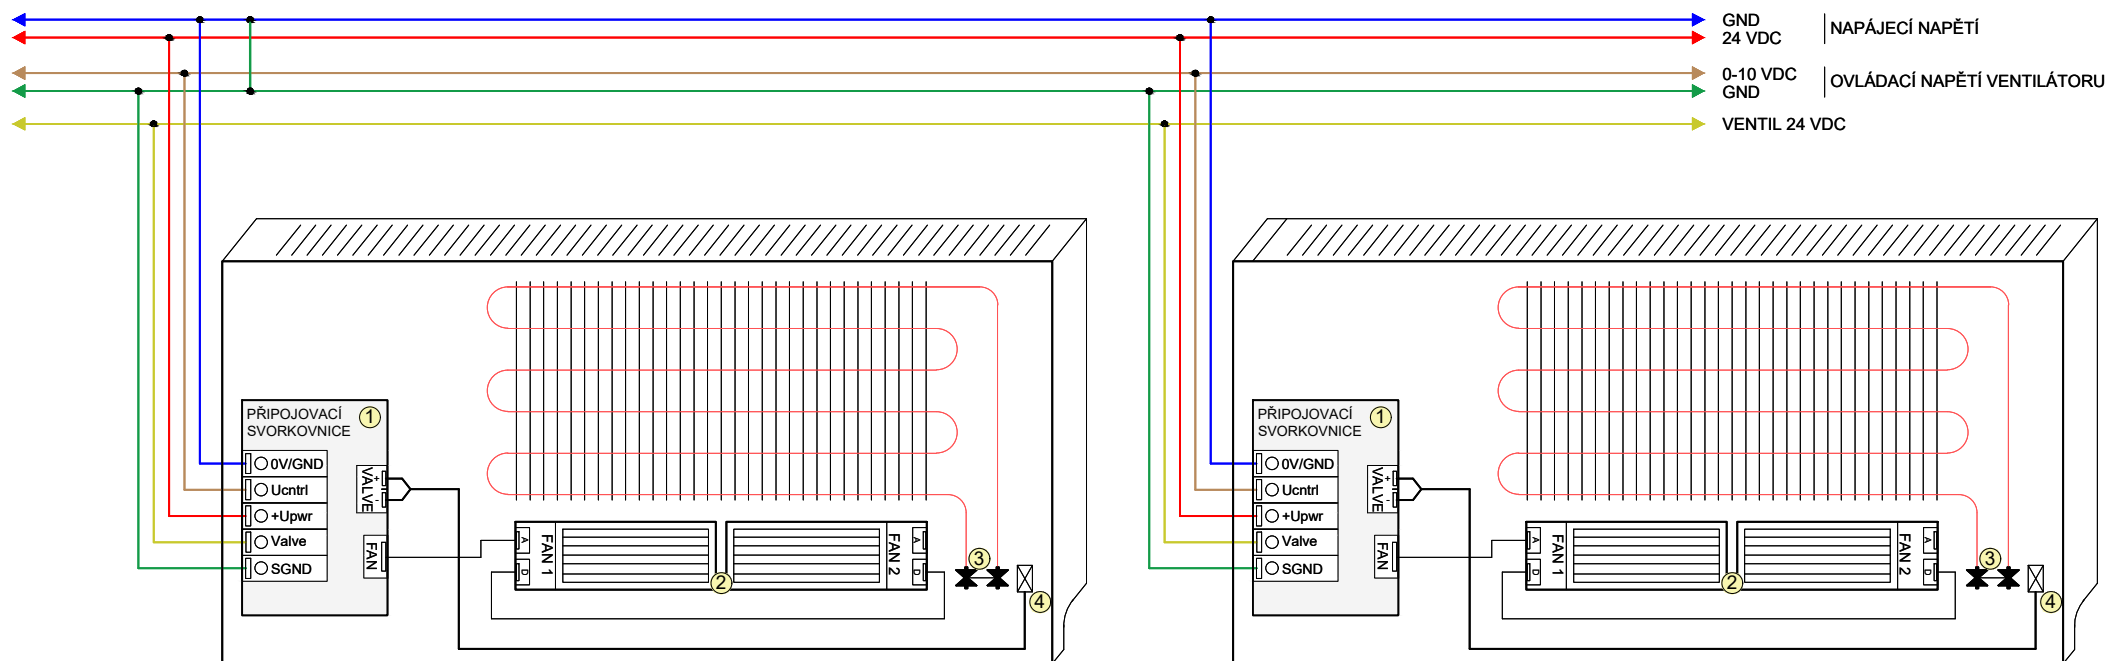 GND
24 VDC
NAPÁJECÍ NAPĚTÍ
0-10 VDC
GND
OVLÁDACÍ NAPĚTÍ VENTILÁTORU
VENTIL 24 VDC
PŘIPOJOVACÍ
SVORKOVNICE
1
0V/GND
Ucntrl
+Upwr
Valve
SGND
VALVE
+
-
FAN
A
D
FAN 1
2
FAN 2
A
D
3
4
PŘIPOJOVACÍ
SVORKOVNICE
1
0V/GND
Ucntrl
+Upwr
Valve
SGND
VALVE
+
-
FAN
A
D
FAN 1
2
FAN 2
A
D
3
4